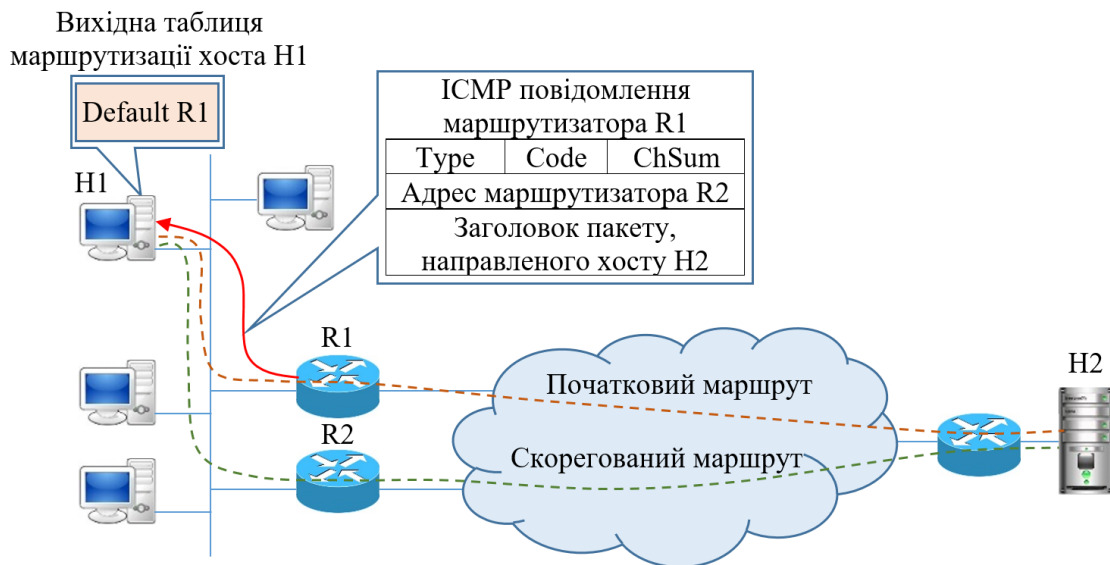 Вихідна таблиця
маршрутизації хоста H1
Default R1
H1
ICMP повідомлення
маршрутизатора R1
Type Code ChSum
Адрес маршрутизатора R2
Заголовок пакету,
направленого хосту H2
R1
H2
Початковий маршрут
R2
Скорегований маршрут